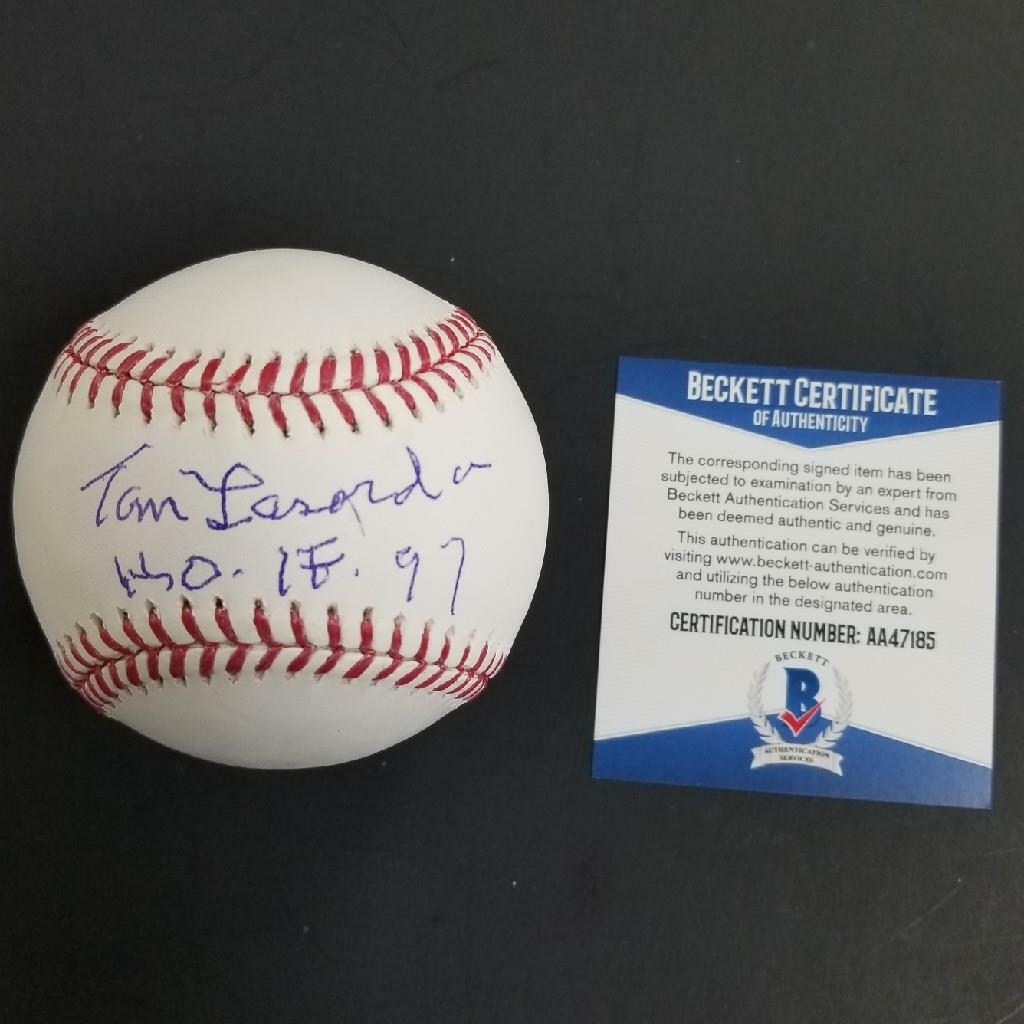 Tom Lasorda
H.O.F. 97
BECKETT CERTIFICATE
OF AUTHENTICITY
The corresponding signed item has been
subjected to examination by an expert from
Beckett Authentication Services and has
been deemed authentic and genuine.
This authentication can be verified by
visiting www.beckett-authentication.com
and utilizing the below authentication
number in the designated area.
CERTIFICATION NUMBER: AA47185
BECKETT
B
AUTHENTICATION
SERVICES